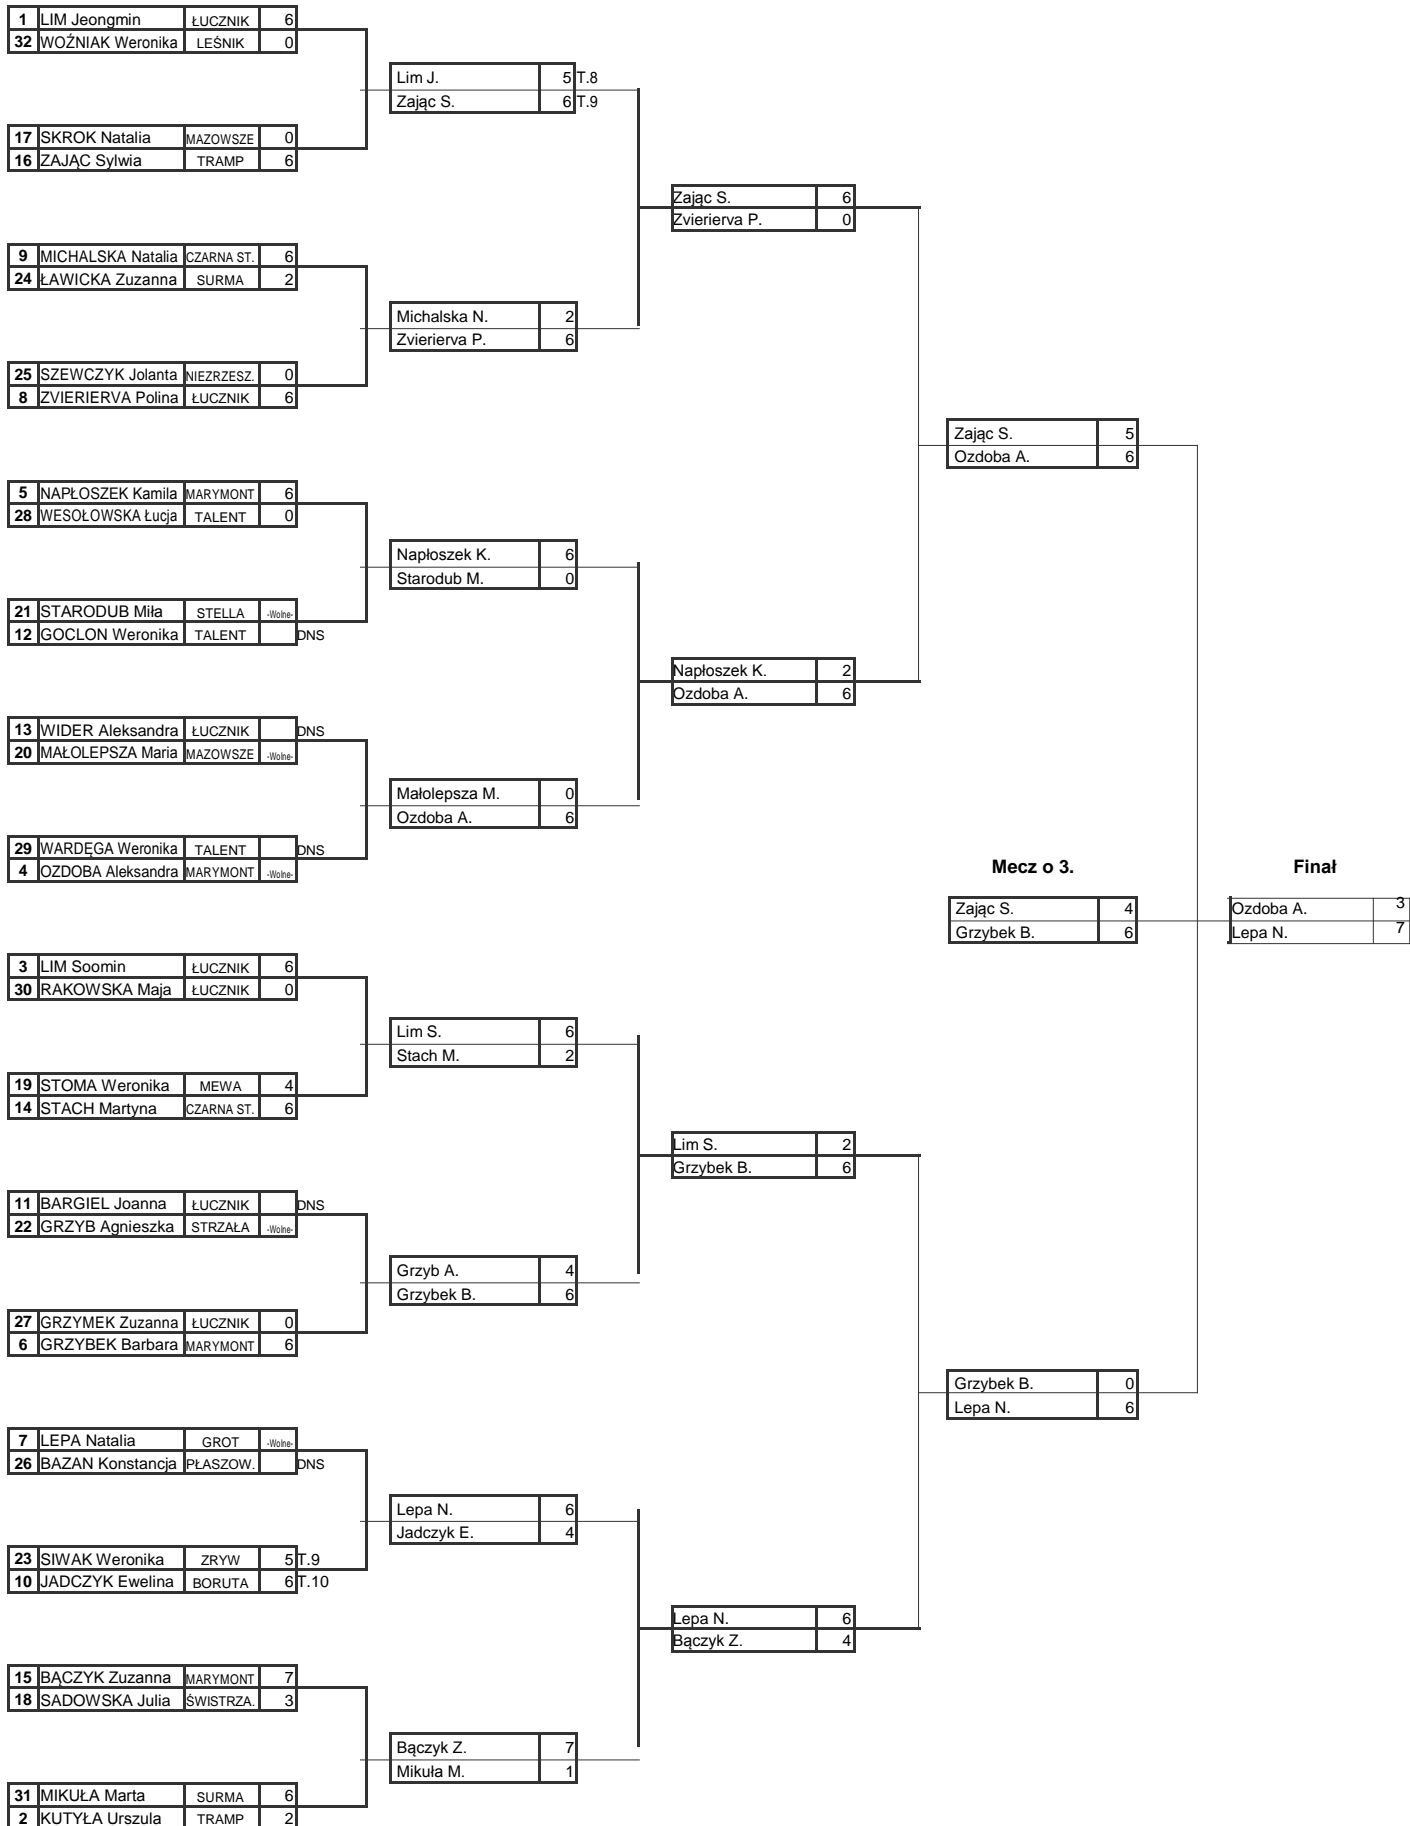 1 LIM Jeongmin ŁUCZNIK 6
32 WOŹNIAK Weronika LEŚNIK 0
Lim J. 5 T.8
Zając S. 6 T.9
17 SKROK Natalia MAZOWSZE 0
16 ZAJĄC Sylwia TRAMP 6
Zając S. 6
Zvierierva P. 0
9 MICHALSKA Natalia CZARNA ST. 6
24 ŁAWICKA Zuzanna SURMA 2
Michalska N. 2
Zvierierva P. 6
25 SZEWCZYK Jolanta NIEZRZESZ. 0
8 ZVIERIERVA Polina ŁUCZNIK 6
Zając S. 5
Ozdoba A. 6
5 NAPŁOSZEK Kamila MARYMONT 6
28 WESOŁOWSKA Łucja TALENT 0
Napłoszek K. 6
Starodub M. 0
21 STARODUB Miła STELLA -Wolne-
12 GOCLON Weronika TALENT DNS
Napłoszek K. 2
Ozdoba A. 6
13 WIDER Aleksandra ŁUCZNIK DNS
20 MAŁOLEPSZA Maria MAZOWSZE -Wolne-
Małolepsza M. 0
Ozdoba A. 6
29 WARDĘGA Weronika TALENT DNS
4 OZDOBA Aleksandra MARYMONT -Wolne-
Mecz o 3. Finał
Zając S. 4 Ozdoba A. 3
Grzybek B. 6 Lepa N. 7
3 LIM Soomin ŁUCZNIK 6
30 RAKOWSKA Maja ŁUCZNIK 0
Lim S. 6
Stach M. 2
19 STOMA Weronika MEWA 4
14 STACH Martyna CZARNA ST. 6
Lim S. 2
Grzybek B. 6
11 BARGIEL Joanna ŁUCZNIK DNS
22 GRZYB Agnieszka STRZAŁA -Wolne-
Grzyb A. 4
Grzybek B. 6
27 GRZYMEK Zuzanna ŁUCZNIK 0
6 GRZYBEK Barbara MARYMONT 6
Grzybek B. 0
Lepa N. 6
7 LEPA Natalia GROT -Wolne-
26 BAZAN Konstancja PŁASZOW. DNS
Lepa N. 6
Jadczyk E. 4
23 SIWAK Weronika ZRYW 5 T.9
10 JADCZYK Ewelina BORUTA 6 T.10
Lepa N. 6
Bączyk Z. 4
15 BĄCZYK Zuzanna MARYMONT 7
18 SADOWSKA Julia ŚWISTRZA. 3
Bączyk Z. 7
Mikuła M. 1
31 MIKUŁA Marta SURMA 6
2 KUTYŁA Urszula TRAMP 2